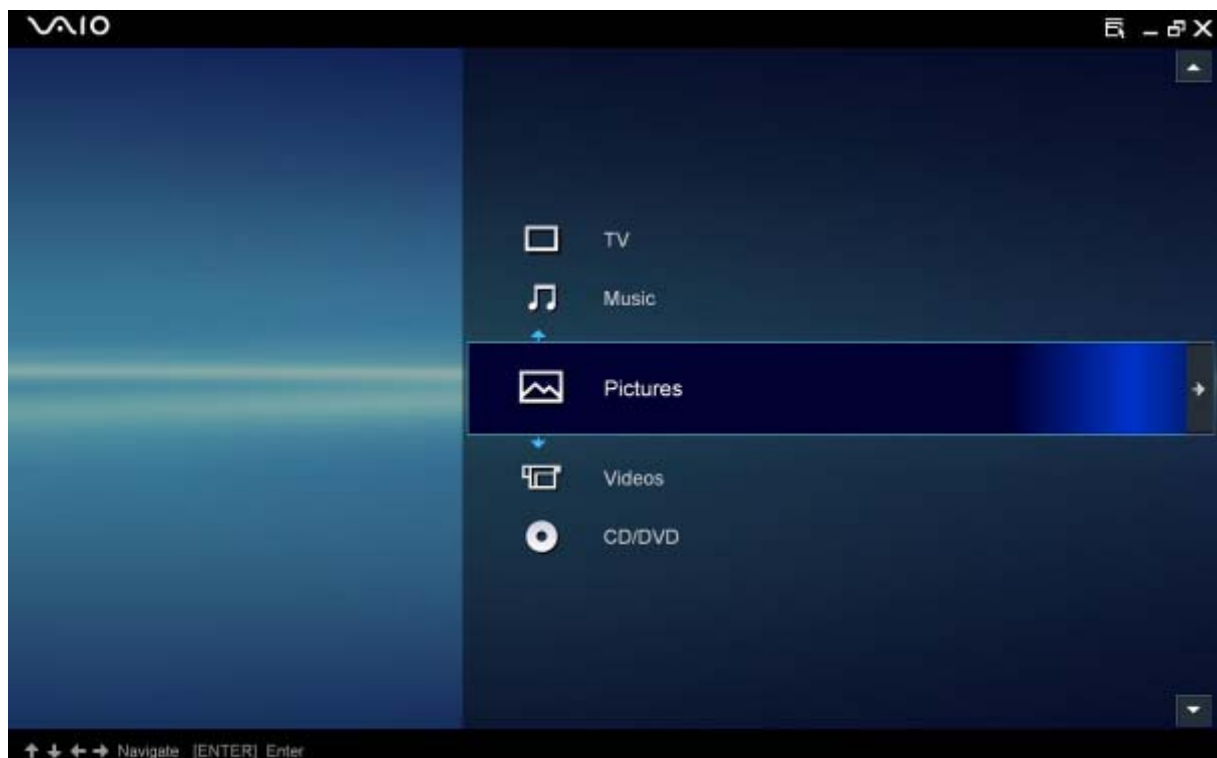 VAIO
TV
Music
Pictures
Videos
CD/DVD
Navigate [ENTER] Enter